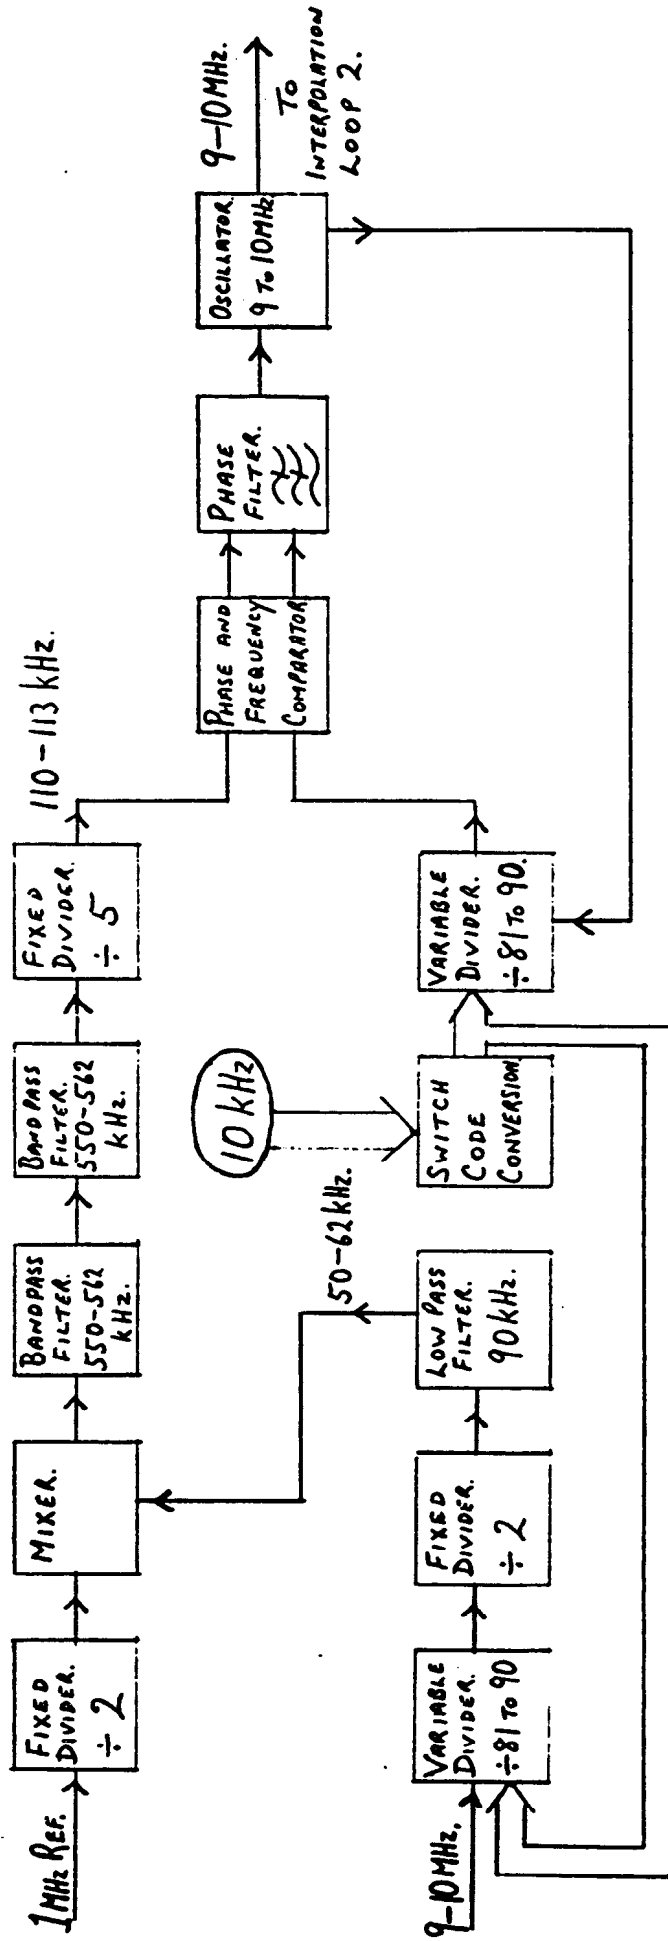 1MHz REF.
FIXED
DIVIDER.
÷2
MIXER.
BANDPASS
FILTER.
550-562
kHz.
BANDPASS
FILTER.
550-562
kHz.
FIXED
DIVIDER.
÷ 5
110-113 kHz.
PHASE AND
FREQUENCY
COMPARATOR
PHASE
FILTER.
OSCILLATOR.
9 TO 10MHz
9-10MHz.
TO
INTERPOLATION
LOOP 2.
9-10MHz.
VARIABLE
DIVIDER.
÷81 TO 90
FIXED
DIVIDER.
÷2
LOW PASS
FILTER.
90kHz.
50-62kHz.
10 kHz
SWITCH
CODE
CONVERSION
VARIABLE
DIVIDER.
÷81 TO 90.